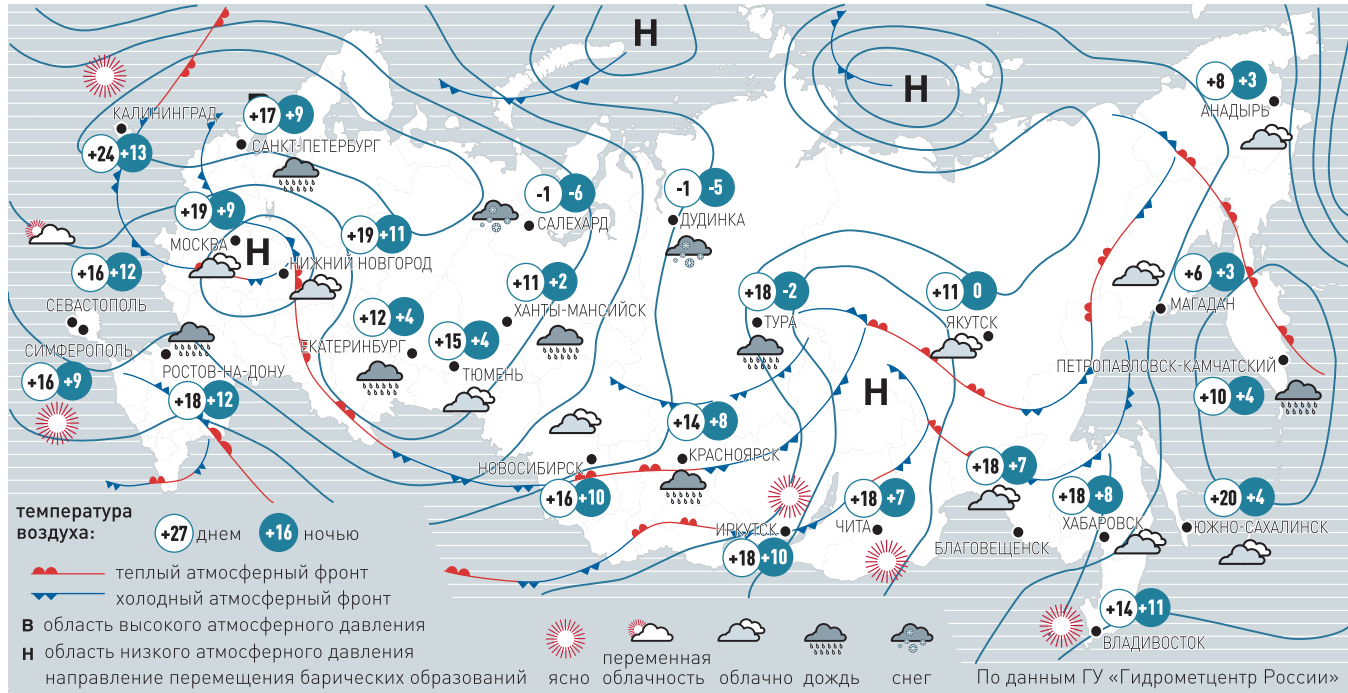 Н
Н
+8 +3
АНАДЫРЬ
КАЛИНИНГРАД
+24 +13
+17 +9
САНКТ-ПЕТЕРБУРГ
-1 -6
САЛЕХАРД
-1 -5
ДУДИНКА
+19 +9
МОСКВА
Н
+19 +11
НИЖНИЙ НОВГОРОД
+16 +12
СЕВАСТОПОЛЬ
СИМФЕРОПОЛЬ
+16 +9
РОСТОВ-НА-ДОНУ
+18 +12
+12 +4
ЕКАТЕРИНБУРГ
+15 +4
ТЮМЕНЬ
+11 +2
ХАНТЫ-МАНСИЙСК
+18 -2
ТУРА
+11 0
ЯКУТСК
+6 +3
МАГАДАН
ПЕТРОПАВЛОВСК-КАМЧАТСКИЙ
+10 +4
Н
+14 +8
КРАСНОЯРСК
НОВОСИБИРСК
+16 +10
ИРКУТСК
+18 +10
+18 +7
ЧИТА
+18 +7
БЛАГОВЕЩЕНСК
+18 +8
ХАБАРОВСК
+20 +4
ЮЖНО-САХАЛИНСК
+14 +11
ВЛАДИВОСТОК
температура
воздуха:
+27 днем +16 ночью
теплый атмосферный фронт
холодный атмосферный фронт
В область высокого атмосферного давления
Н область низкого атмосферного давления
направление перемещения барических образований
ясно
переменная
облачность
облачно
дождь
снег
По данным ГУ «Гидрометцентр России»